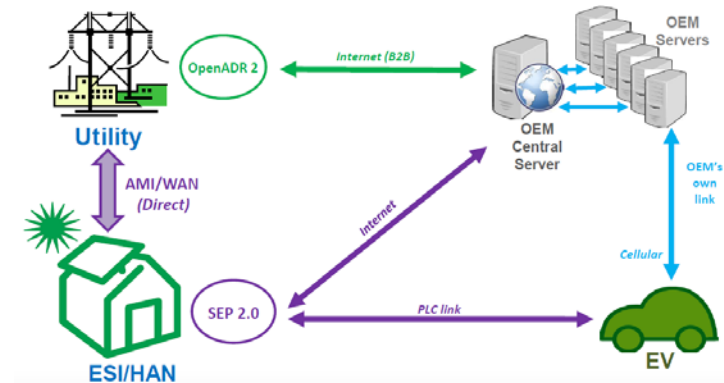 OEM
Servers
OpenADR 2
Internet (B2B)
Utility
OEM
Central
Server
AMI/WAN
(Direct)
OEM's
own
link
Internet
Cellular
SEP 2.0
PLC link
ESI/HAN
EV